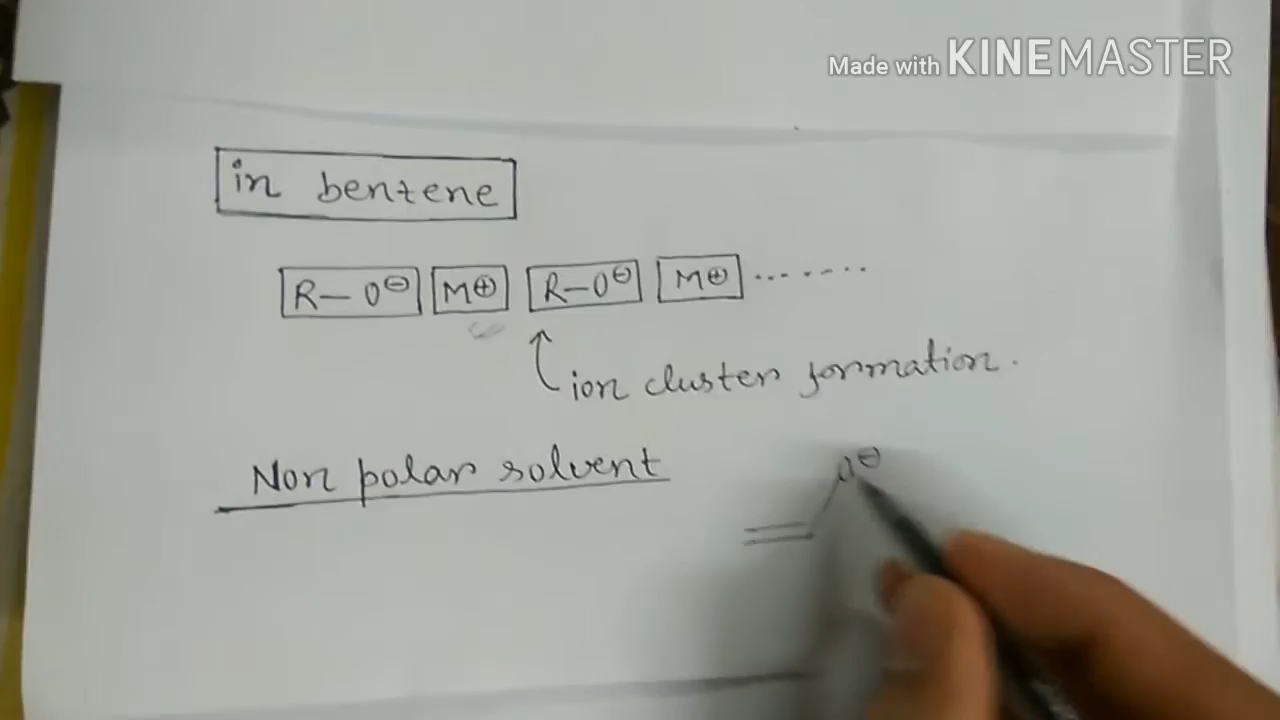 Made with KINEMASTER
in benzene
R–O⊖ M⊕ R–O⊖ M⊕ ........
ion cluster formation.
Non polar solvent
O⊖